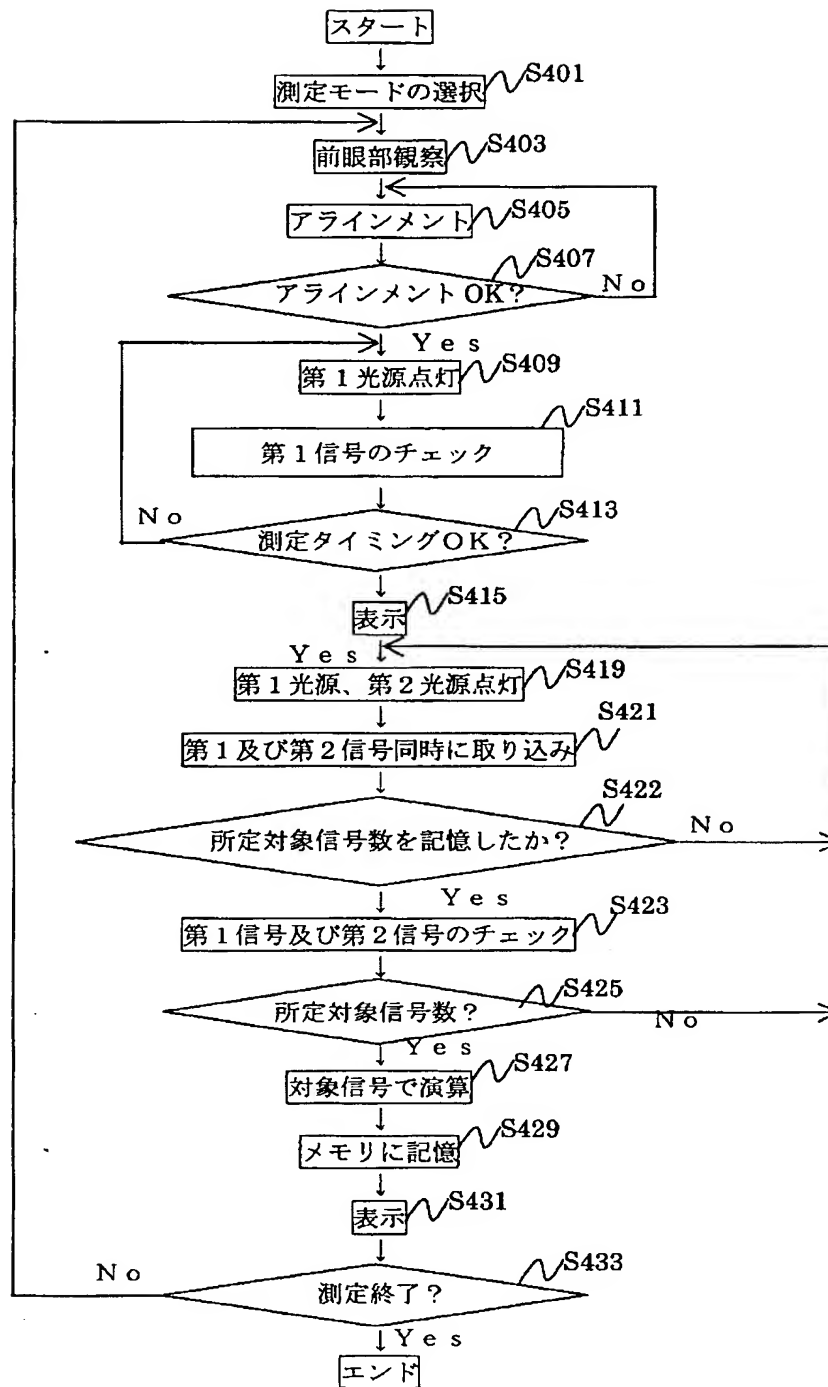 スタート
測定モードの選択
S401
前眼部観察
S403
アラインメント
S405
アラインメントOK？
S407
No
Yes
第１光源点灯
S409
第１信号のチェック
S411
測定タイミングOK？
S413
No
表示
S415
Yes
第１光源、第２光源点灯
S419
第１及び第２信号同時に取り込み
S421
所定対象信号数を記憶したか？
S422
No
Yes
第１信号及び第２信号のチェック
S423
所定対象信号数？
S425
No
Yes
対象信号で演算
S427
メモリに記憶
S429
表示
S431
測定終了？
S433
No
Yes
エンド